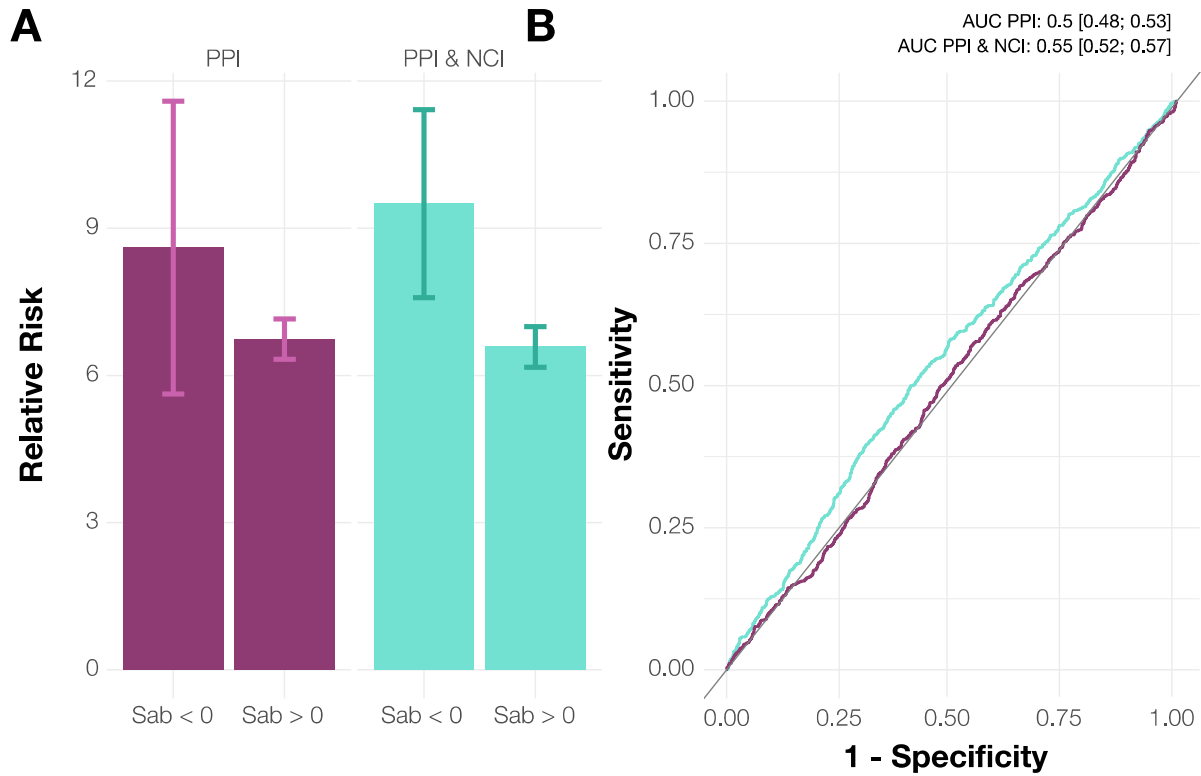 A
PPI
PPI & NCI
Relative Risk
12
9
6
3
0
Sab < 0
Sab > 0
Sab < 0
Sab > 0
B
AUC PPI: 0.5 [0.48; 0.53]
AUC PPI & NCI: 0.55 [0.52; 0.57]
Sensitivity
1.00
0.75
0.50
0.25
0.00
0.00
0.25
0.50
0.75
1.00
1 - Specificity